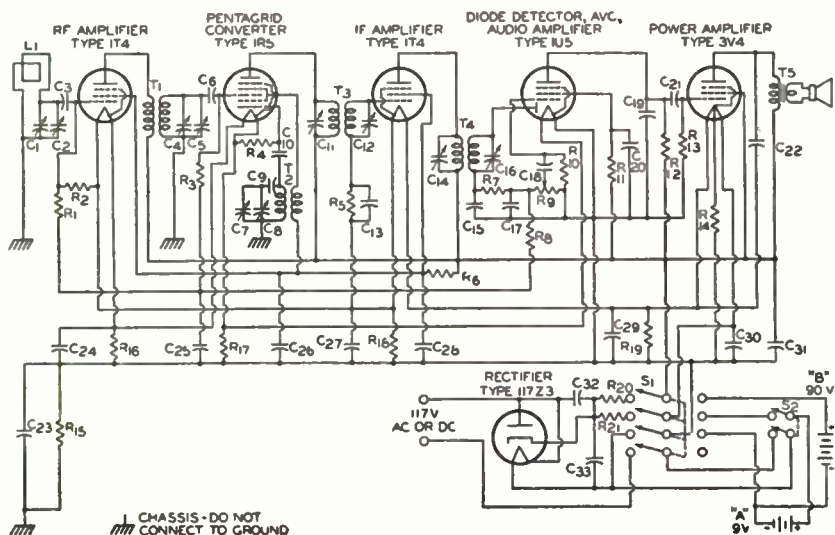 RF AMPLIFIER
TYPE 1T4
PENTAGRID
CONVERTER
TYPE 1R5
IF AMPLIFIER
TYPE 1T4
DIODE DETECTOR, AVC,
AUDIO AMPLIFIER
TYPE 1U5
POWER AMPLIFIER
TYPE 3V4
L1
C3
T1
C6
T3
T4
C19
C21
T5
C1
C2
C4
C5
R4
C10
C11
C12
C14
C16
C18
R10
R11
C20
R12
R13
C22
R2
R1
R3
C9
T2
C7
C8
R5
C13
R7
R9
C15
C17
R8
R14
R6
C24
R16
C25
R17
C26
C27
R18
C28
C29
R19
C30
C31
C23
R15
RECTIFIER
TYPE 117Z3
C32
R20
S1
R21
S2
"B"
90 V
117V
AC OR DC
C33
"A"
9V
CHASSIS - DO NOT
CONNECT TO GROUND